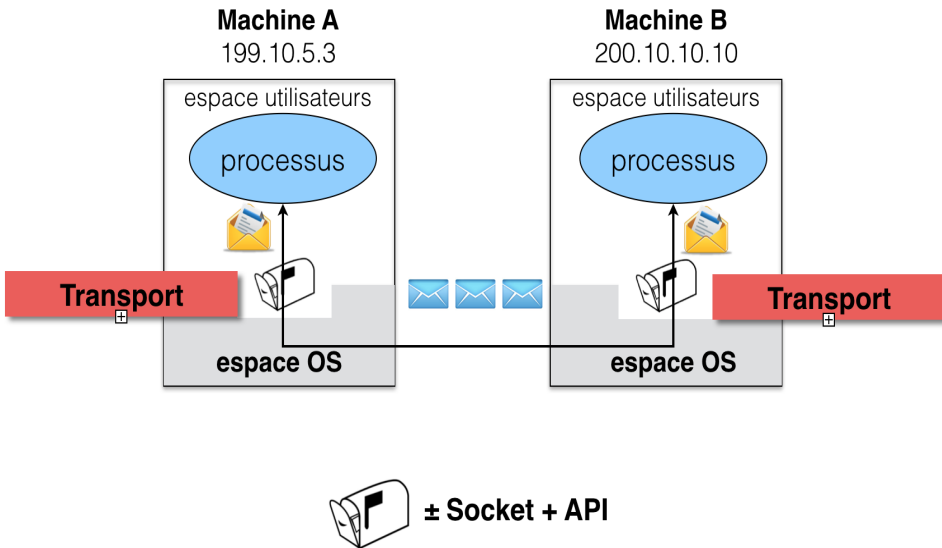 Machine A
199.10.5.3
Machine B
200.10.10.10
espace utilisateurs
processus
espace utilisateurs
processus
Transport
Transport
espace OS
espace OS
± Socket + API